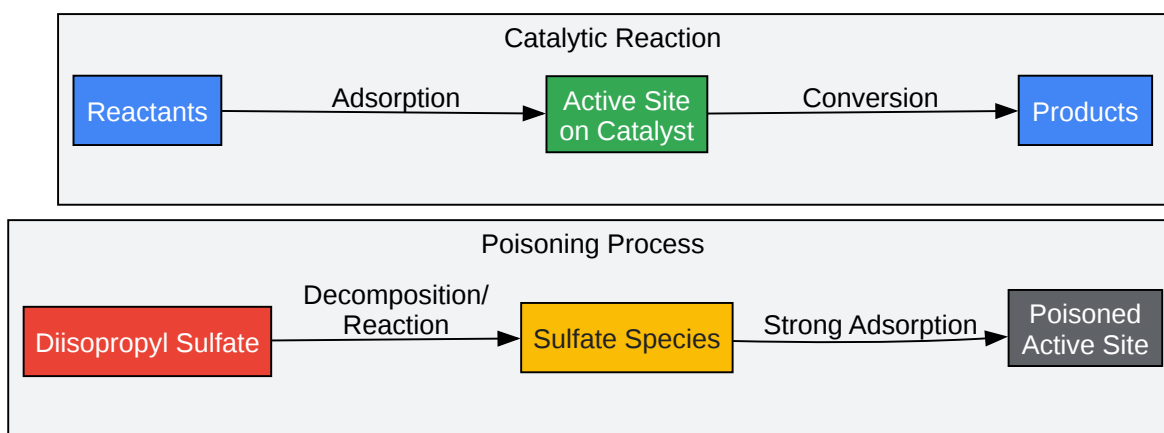 Catalytic Reaction
Reactants
Adsorption
Active Site
on Catalyst
Conversion
Products
Poisoning Process
Diisopropyl Sulfate
Decomposition/
Reaction
Sulfate Species
Strong Adsorption
Poisoned
Active Site